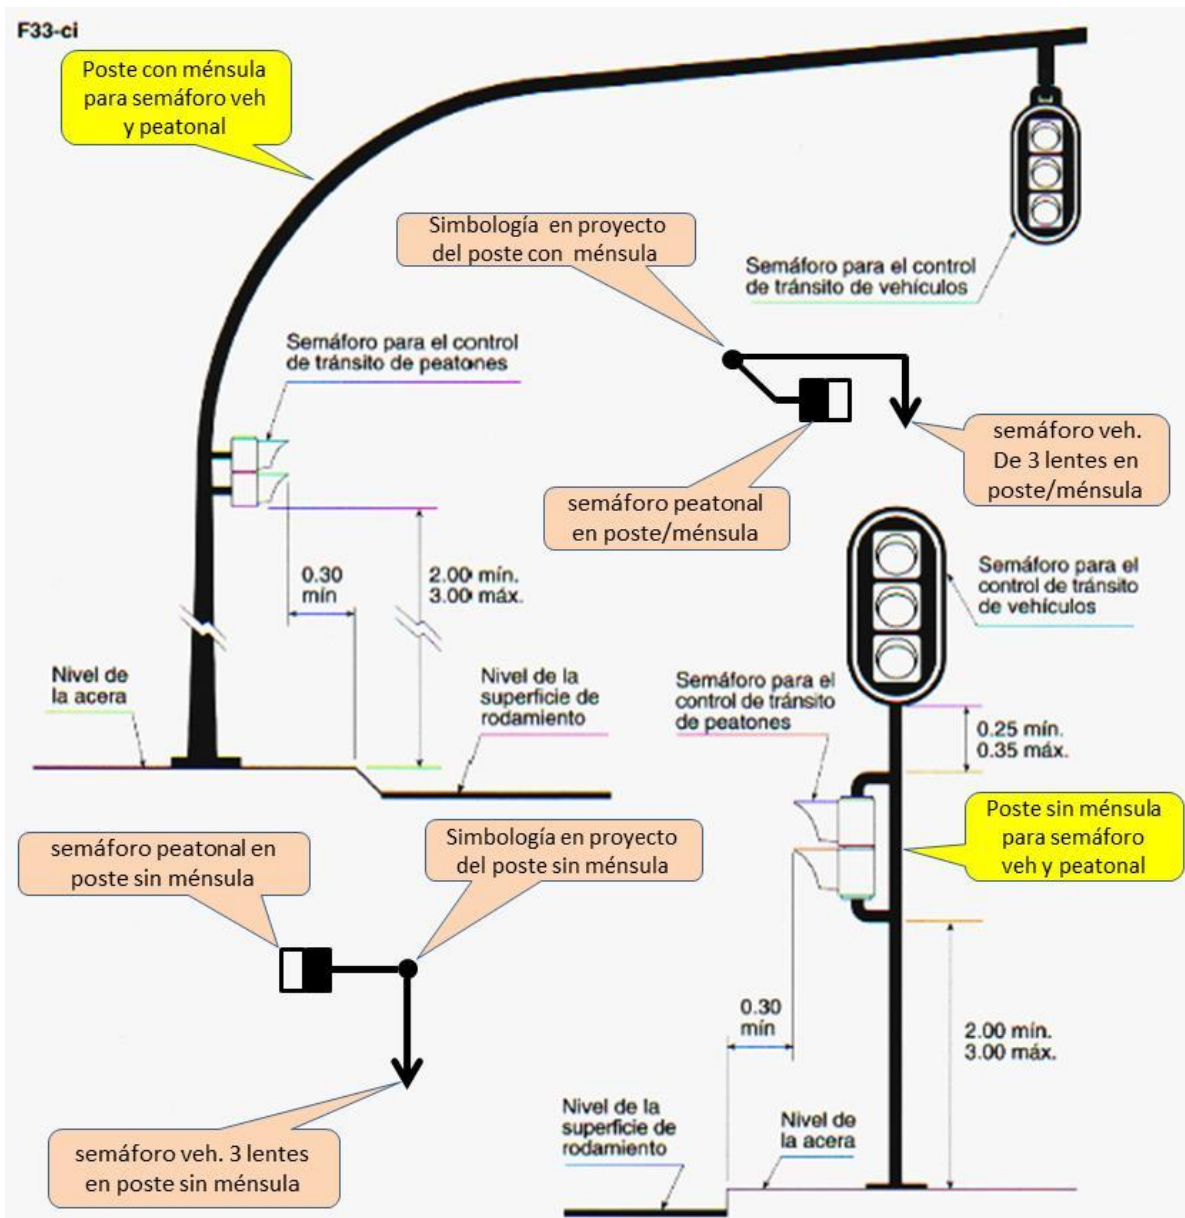 F33-ci
Poste con ménsula
para semáforo veh
y peatonal
Simbología en proyecto
del poste con ménsula
Semáforo para el control
de tránsito de vehículos
Semáforo para el control
de tránsito de peatones
semáforo veh.
De 3 lentes en
poste/ménsula
semáforo peatonal
en poste/ménsula
0.30
mín
2.00 mín.
3.00 máx.
Semáforo para el
control de tránsito
de vehículos
Nivel de
la acera
Nivel de la
superficie de
rodamiento
Semáforo para el
control de tránsito
de peatones
0.25 mín.
0.35 máx.
semáforo peatonal en
poste sin ménsula
Simbología en proyecto
del poste sin ménsula
Poste sin ménsula
para semáforo
veh y peatonal
0.30
mín
2.00 mín.
3.00 máx.
semáforo veh. 3 lentes
en poste sin ménsula
Nivel de la
superficie de
rodamiento
Nivel de
la acera